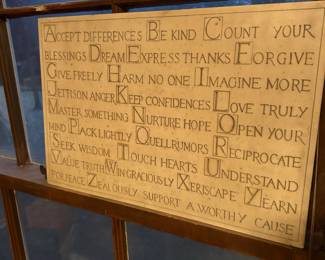 ACCEPT DIFFERENCES BE KIND COUNT YOUR
BLESSINGS DREAM EXPRESS THANKS FORGIVE
GIVE FREELY HARM NO ONE IMAGINE MORE
JETTISON ANGER KEEP CONFIDENCES LOVE TRULY
MASTER SOMETHING NURTURE HOPE OPEN YOUR
MIND PACK LIGHTLY QUELL RUMORS RECIPROCATE
SEEK WISDOM TOUCH HEARTS UNDERSTAND
VALUE TRUTH WIN GRACIOUSLY XERISCAPE YEARN
FOR PEACE ZEALOUSLY SUPPORT A WORTHY CAUSE